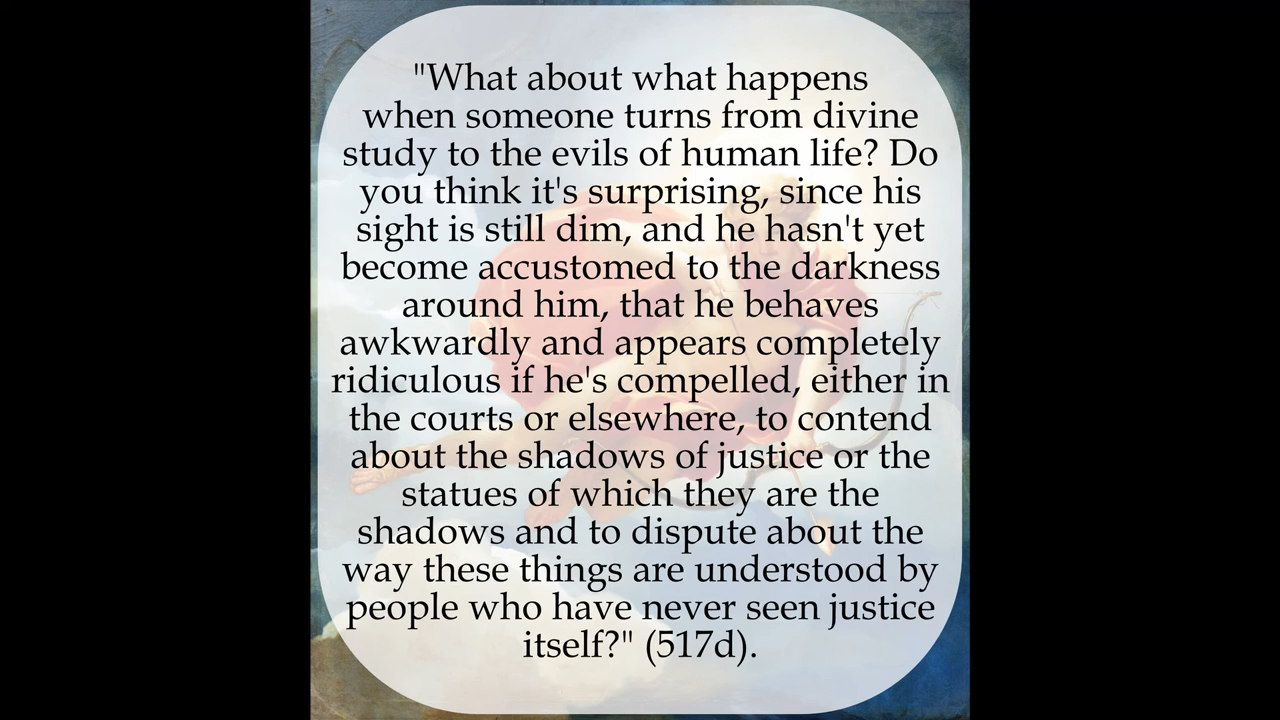 "What about what happens
when someone turns from divine
study to the evils of human life? Do
you think it's surprising, since his
sight is still dim, and he hasn't yet
become accustomed to the darkness
around him, that he behaves
awkwardly and appears completely
ridiculous if he's compelled, either in
the courts or elsewhere, to contend
about the shadows of justice or the
statues of which they are the
shadows and to dispute about the
way these things are understood by
people who have never seen justice
itself?" (517d).